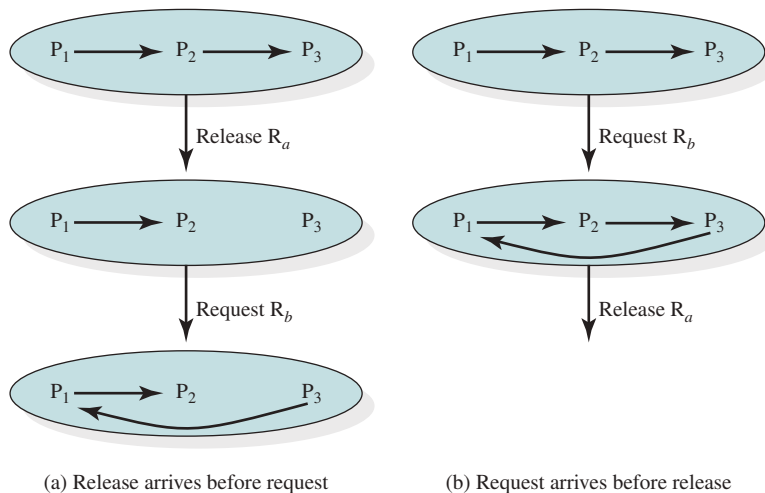 P1 P2 P3
Release Ra
P1 P2 P3
Request Rb
P1 P2 P3
(a) Release arrives before request
P1 P2 P3
Request Rb
P1 P2 P3
Release Ra
(b) Request arrives before release